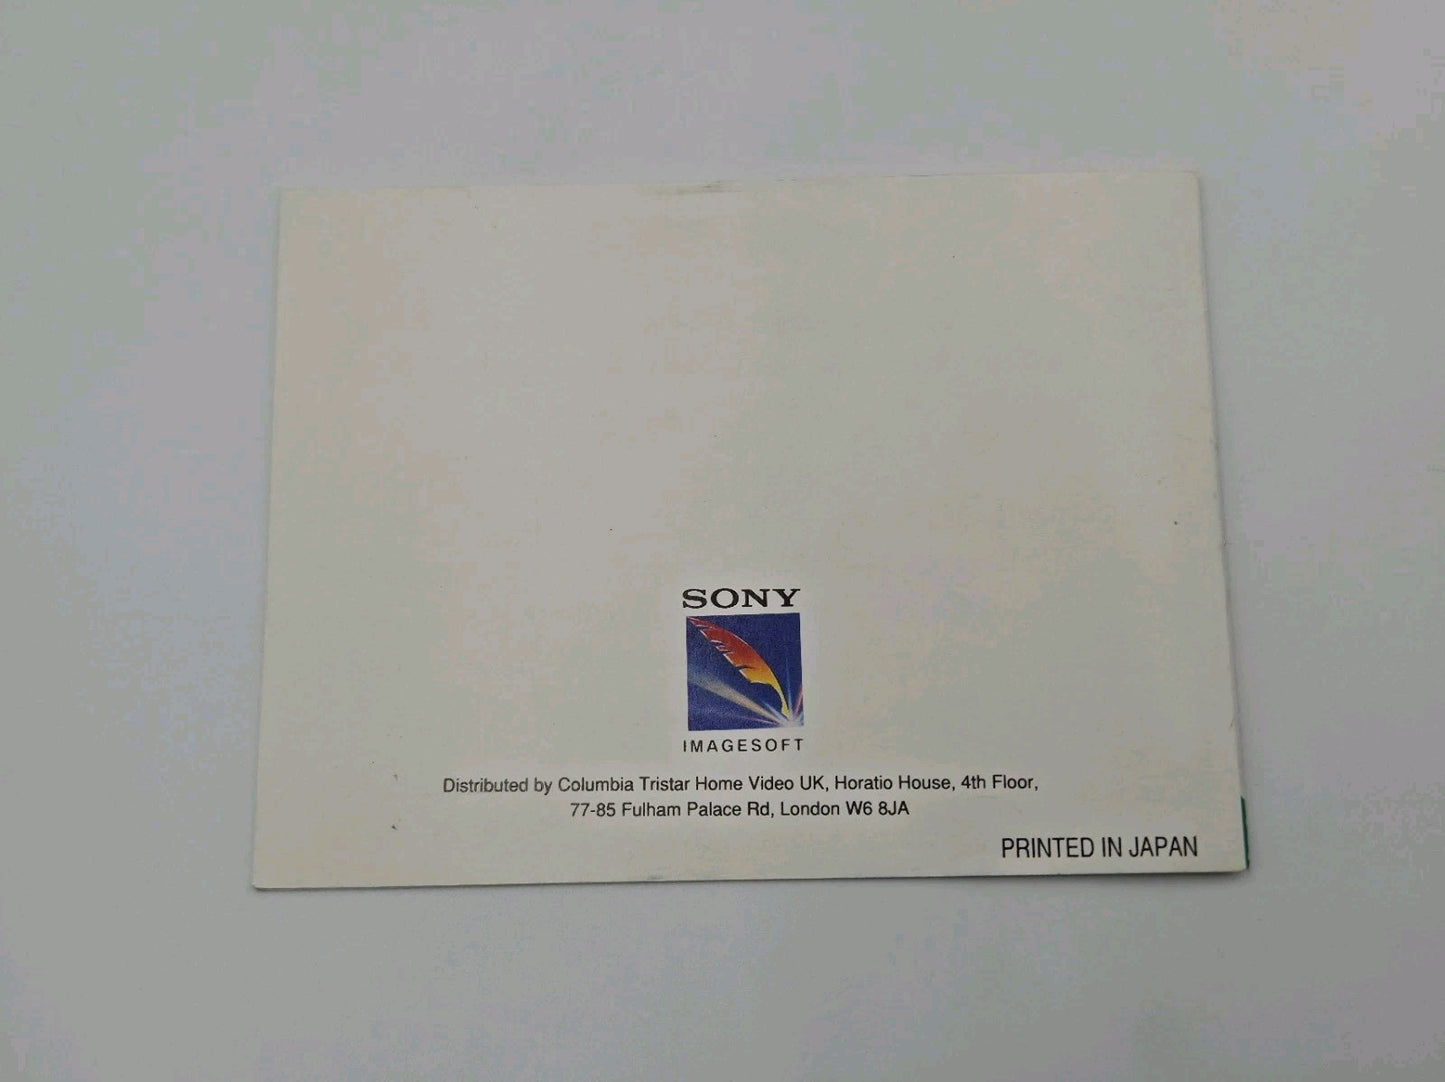 SONY
IMAGESOFT
Distributed by Columbia Tristar Home Video UK, Horatio House, 4th Floor,
77-85 Fulham Palace Rd, London W6 8JA
PRINTED IN JAPAN